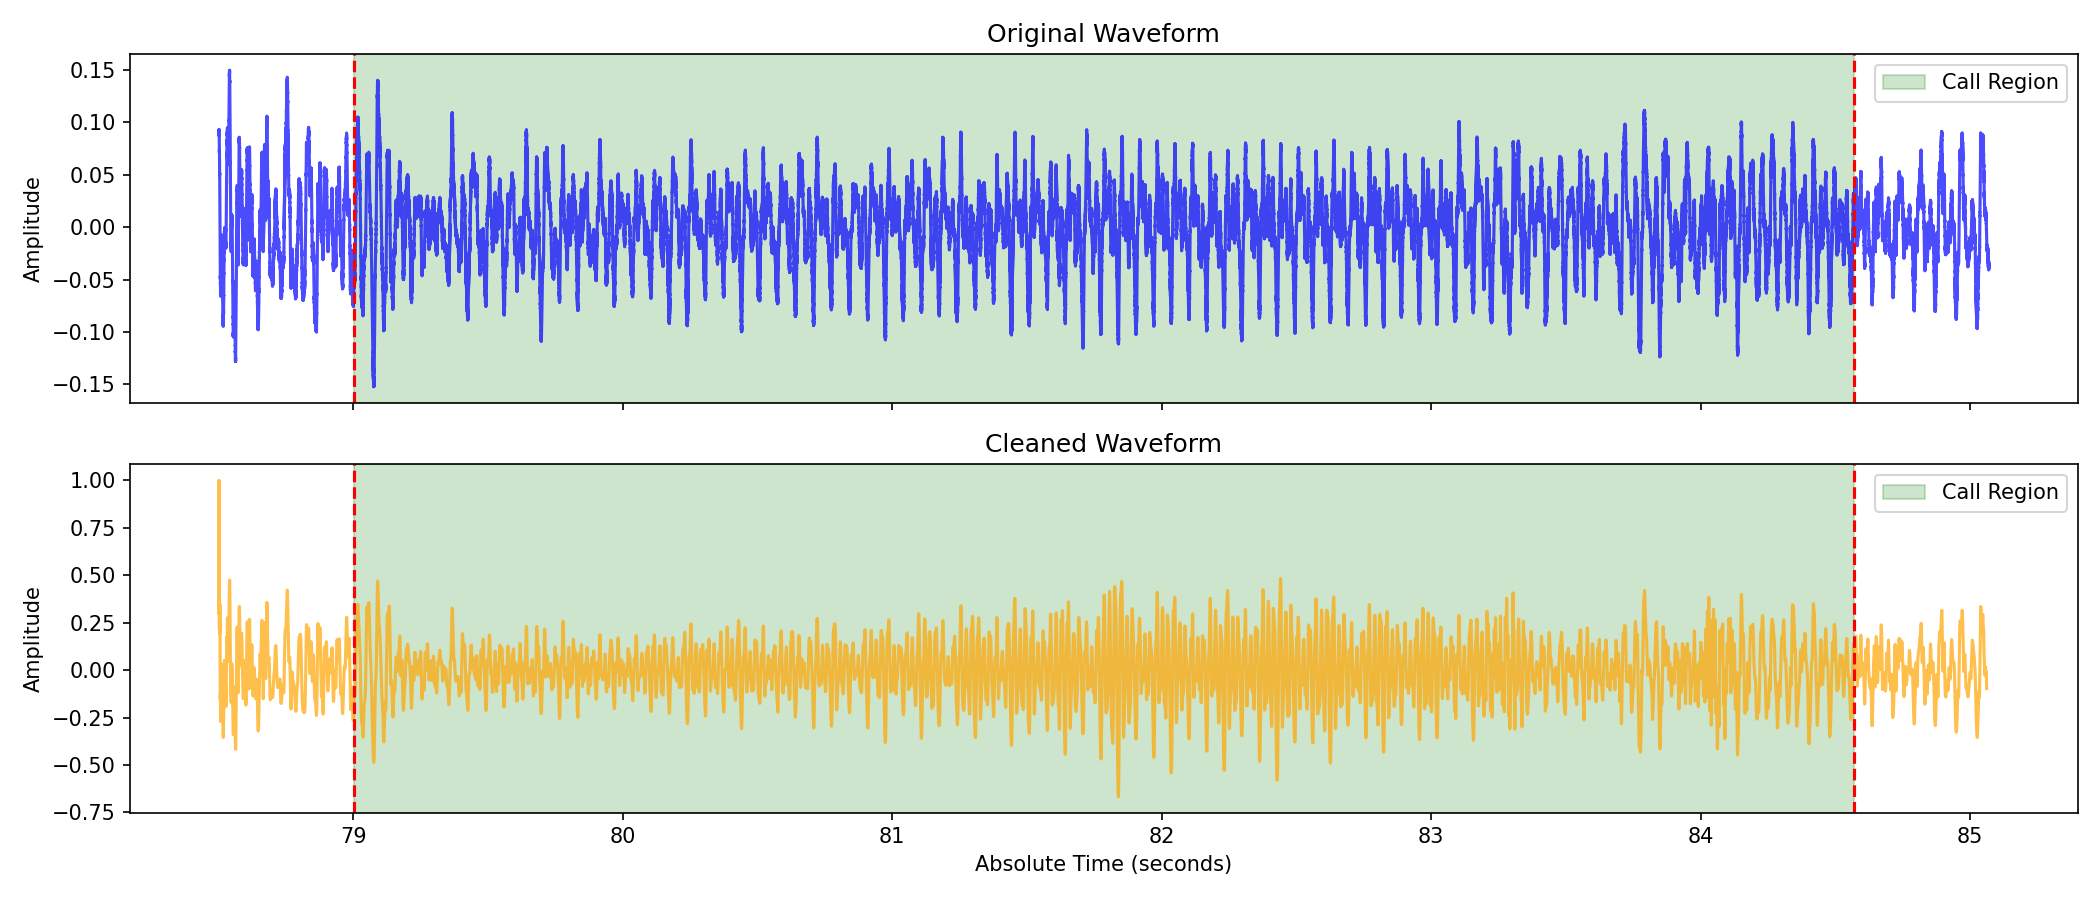 Original Waveform
0.15
0.10
0.05
0.00
−0.05
−0.10
−0.15
Amplitude
Call Region
Cleaned Waveform
1.00
0.75
0.50
0.25
0.00
−0.25
−0.50
−0.75
Amplitude
Call Region
79 80 81 82 83 84 85
Absolute Time (seconds)